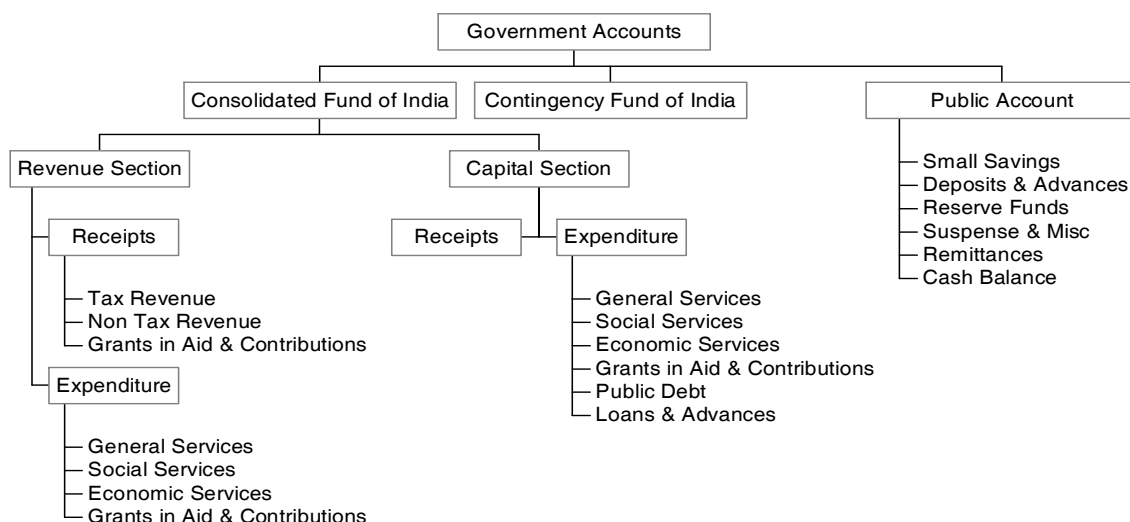 Government Accounts
Consolidated Fund of India
Contingency Fund of India
Public Account
Revenue Section
Capital Section
Small Savings
Deposits & Advances
Reserve Funds
Suspense & Misc
Remittances
Cash Balance
Receipts
Receipts
Expenditure
Tax Revenue
Non Tax Revenue
Grants in Aid & Contributions
General Services
Social Services
Economic Services
Grants in Aid & Contributions
Public Debt
Loans & Advances
Expenditure
General Services
Social Services
Economic Services
Grants in Aid & Contributions